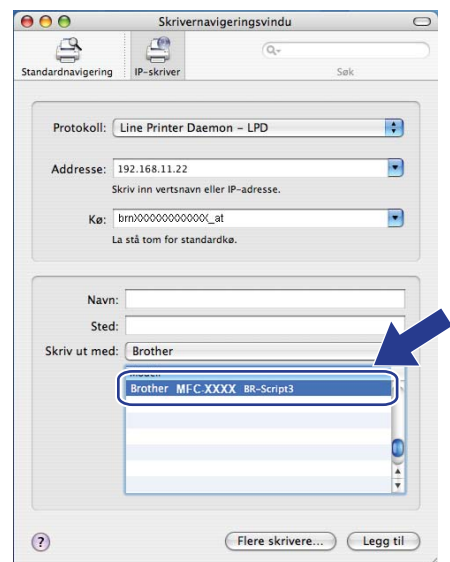 Skrivernavigeringsvindu
Standardnavigering IP-skriver Søk
Protokoll: Line Printer Daemon – LPD
Addresse: 192.168.11.22
Skriv inn vertsnavn eller IP-adresse.
Kø: brnXXXXXXXXXXXX_at
La stå tom for standardkø.
Navn:
Sted:
Skriv ut med: Brother
Brother MFC-XXXX BR-Script3
? Flere skrivere... Legg til